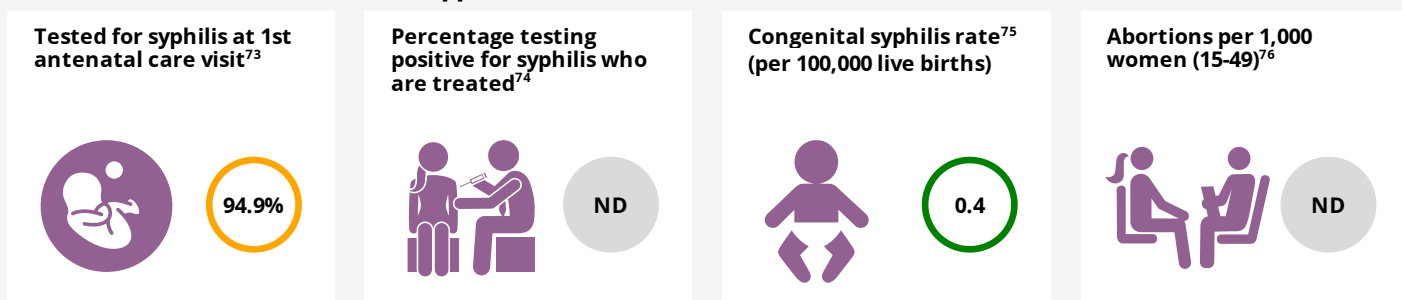 Tested for syphilis at 1st
antenatal care visit73
94.9%
Percentage testing
positive for syphilis who
are treated74
ND
Congenital syphilis rate75
(per 100,000 live births)
0.4
Abortions per 1,000
women (15-49)76
ND